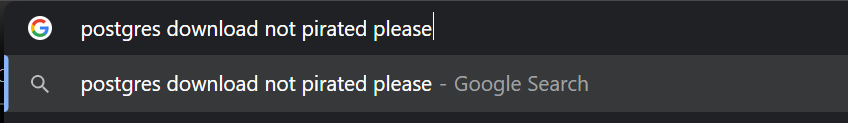 postgres download not pirated please
postgres download not pirated please - Google Search